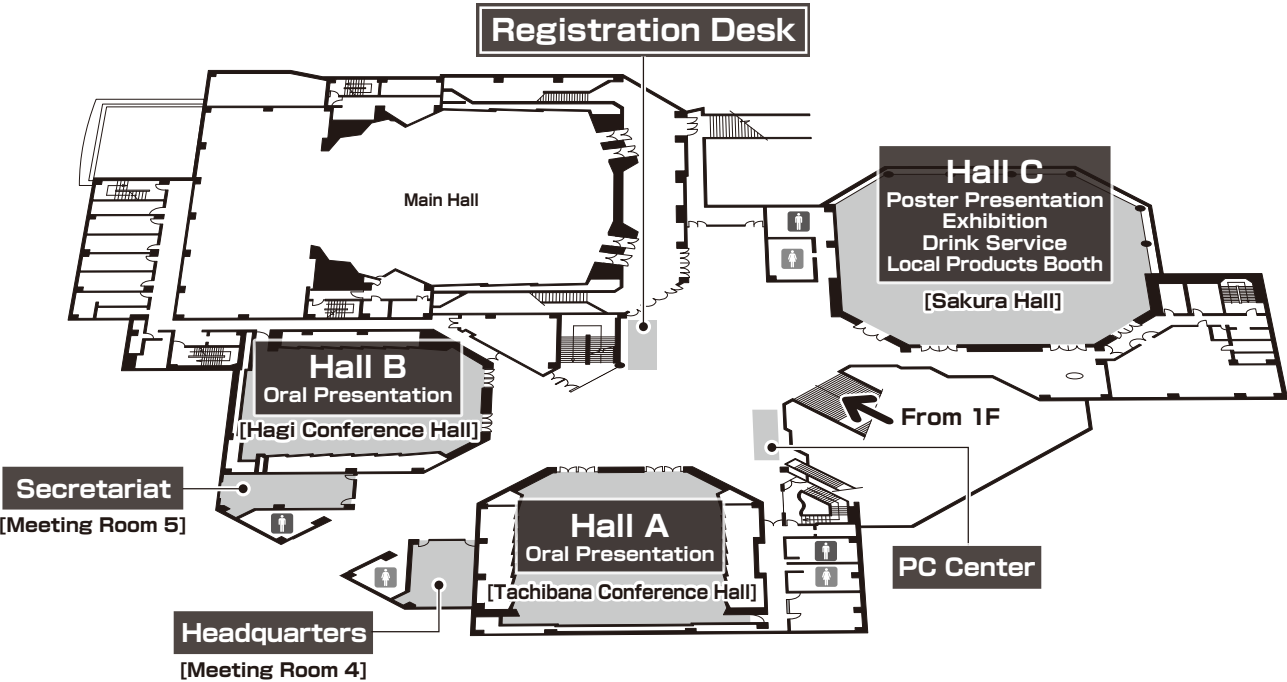 Registration Desk
Main Hall
Hall C
Poster Presentation
Exhibition
Drink Service
Local Products Booth
[Sakura Hall]
Hall B
Oral Presentation
[Hagi Conference Hall]
From 1F
Secretariat
[Meeting Room 5]
Hall A
Oral Presentation
[Tachibana Conference Hall]
PC Center
Headquarters
[Meeting Room 4]